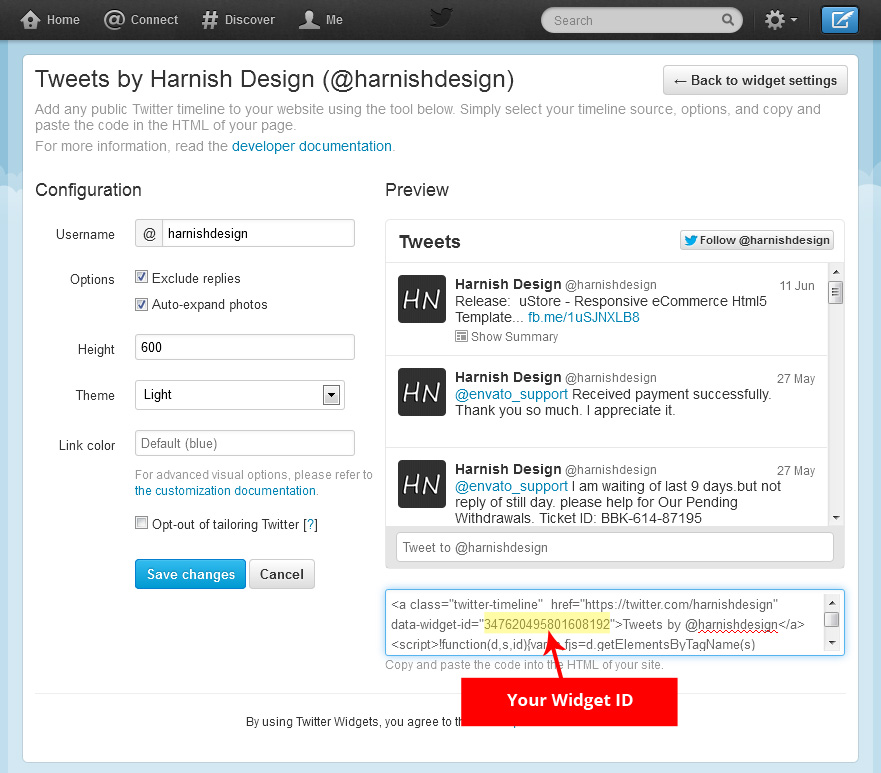 Home
@ Connect
# Discover
Me
Search
Tweets by Harnish Design (@harnishdesign)
← Back to widget settings
Add any public Twitter timeline to your website using the tool below. Simply select your timeline source, options, and copy and
paste the code in the HTML of your page.
For more information, read the developer documentation.
Configuration
Username
@ harnishdesign
Options
Exclude replies
Auto-expand photos
Height
600
Theme
Light
Link color
Default (blue)
For advanced visual options, please refer to
the customization documentation.
Opt-out of tailoring Twitter [?]
Save changes
Cancel
Preview
Tweets
Follow @harnishdesign
HN
Harnish Design @harnishdesign 11 Jun
Release: uStore - Responsive eCommerce Html5
Template... fb.me/1uSJNXLB8
Show Summary
HN
Harnish Design @harnishdesign 27 May
@envato_support Received payment successfully.
Thank you so much. I appreciate it.
HN
Harnish Design @harnishdesign 27 May
@envato_support I am waiting of last 9 days.but not
reply of still day. please help for Our Pending
Withdrawals. Ticket ID: BBK-614-87195
Tweet to @harnishdesign
<a class="twitter-timeline" href="https://twitter.com/harnishdesign"
data-widget-id="347620495801608192">Tweets by @harnishdesign</a>
<script>!function(d,s,id){var fjs=d.getElementsByTagName(s)
Copy and paste the code into the HTML of your site.
Your Widget ID
By using Twitter Widgets, you agree to